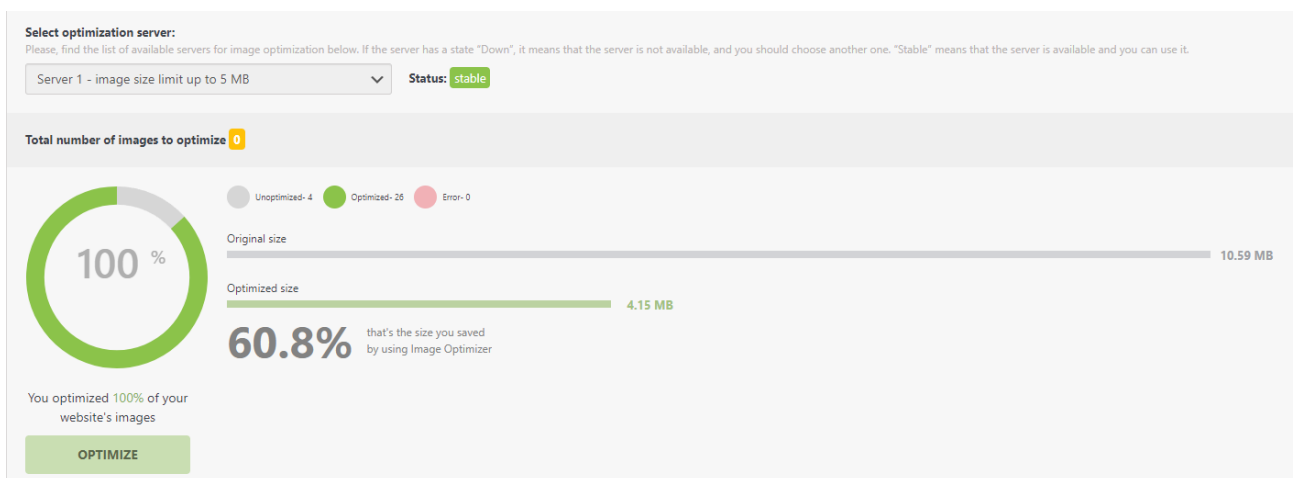 Select optimization server:
Please, find the list of available servers for image optimization below. If the server has a state "Down", it means that the server is not available, and you should choose another one. "Stable" means that the server is available and you can use it.
Server 1 - image size limit up to 5 MB
Status: stable
Total number of images to optimize 0
Unoptimized- 4 Optimized- 26 Error- 0
100 %
Original size
10.59 MB
Optimized size
4.15 MB
60.8%
that's the size you saved
by using Image Optimizer
You optimized 100% of your
website's images
OPTIMIZE